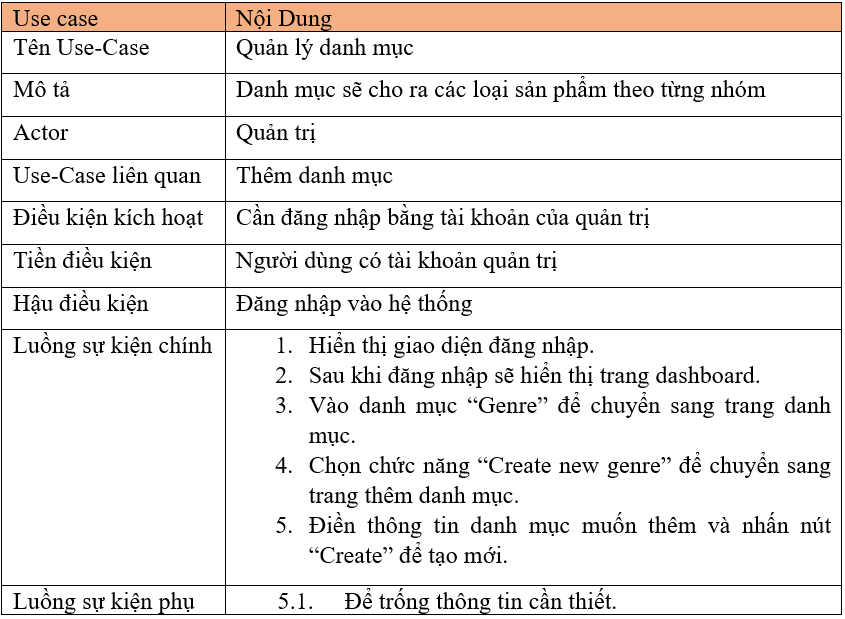 Use case Nội Dung
Tên Use-Case Quản lý danh mục
Mô tả Danh mục sẽ cho ra các loại sản phẩm theo từng nhóm
Actor Quản trị
Use-Case liên quan Thêm danh mục
Điều kiện kích hoạt Cần đăng nhập bằng tài khoản của quản trị
Tiền điều kiện Người dùng có tài khoản quản trị
Hậu điều kiện Đăng nhập vào hệ thống
Luồng sự kiện chính 1. Hiển thị giao diện đăng nhập.
2. Sau khi đăng nhập sẽ hiển thị trang dashboard.
3. Vào danh mục “Genre” để chuyển sang trang danh
mục.
4. Chọn chức năng “Create new genre” để chuyển sang
trang thêm danh mục.
5. Điền thông tin danh mục muốn thêm và nhấn nút
“Create” để tạo mới.
Luồng sự kiện phụ 5.1. Để trống thông tin cần thiết.